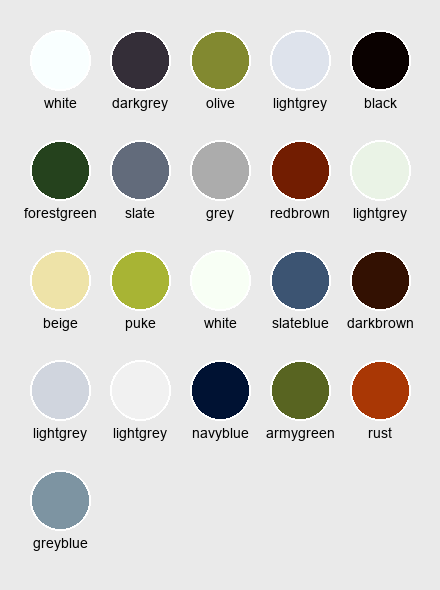 white darkgrey olive lightgrey black
forestgreen slate grey redbrown lightgrey
beige puke white slateblue darkbrown
lightgrey lightgrey navyblue armygreen rust
greyblue